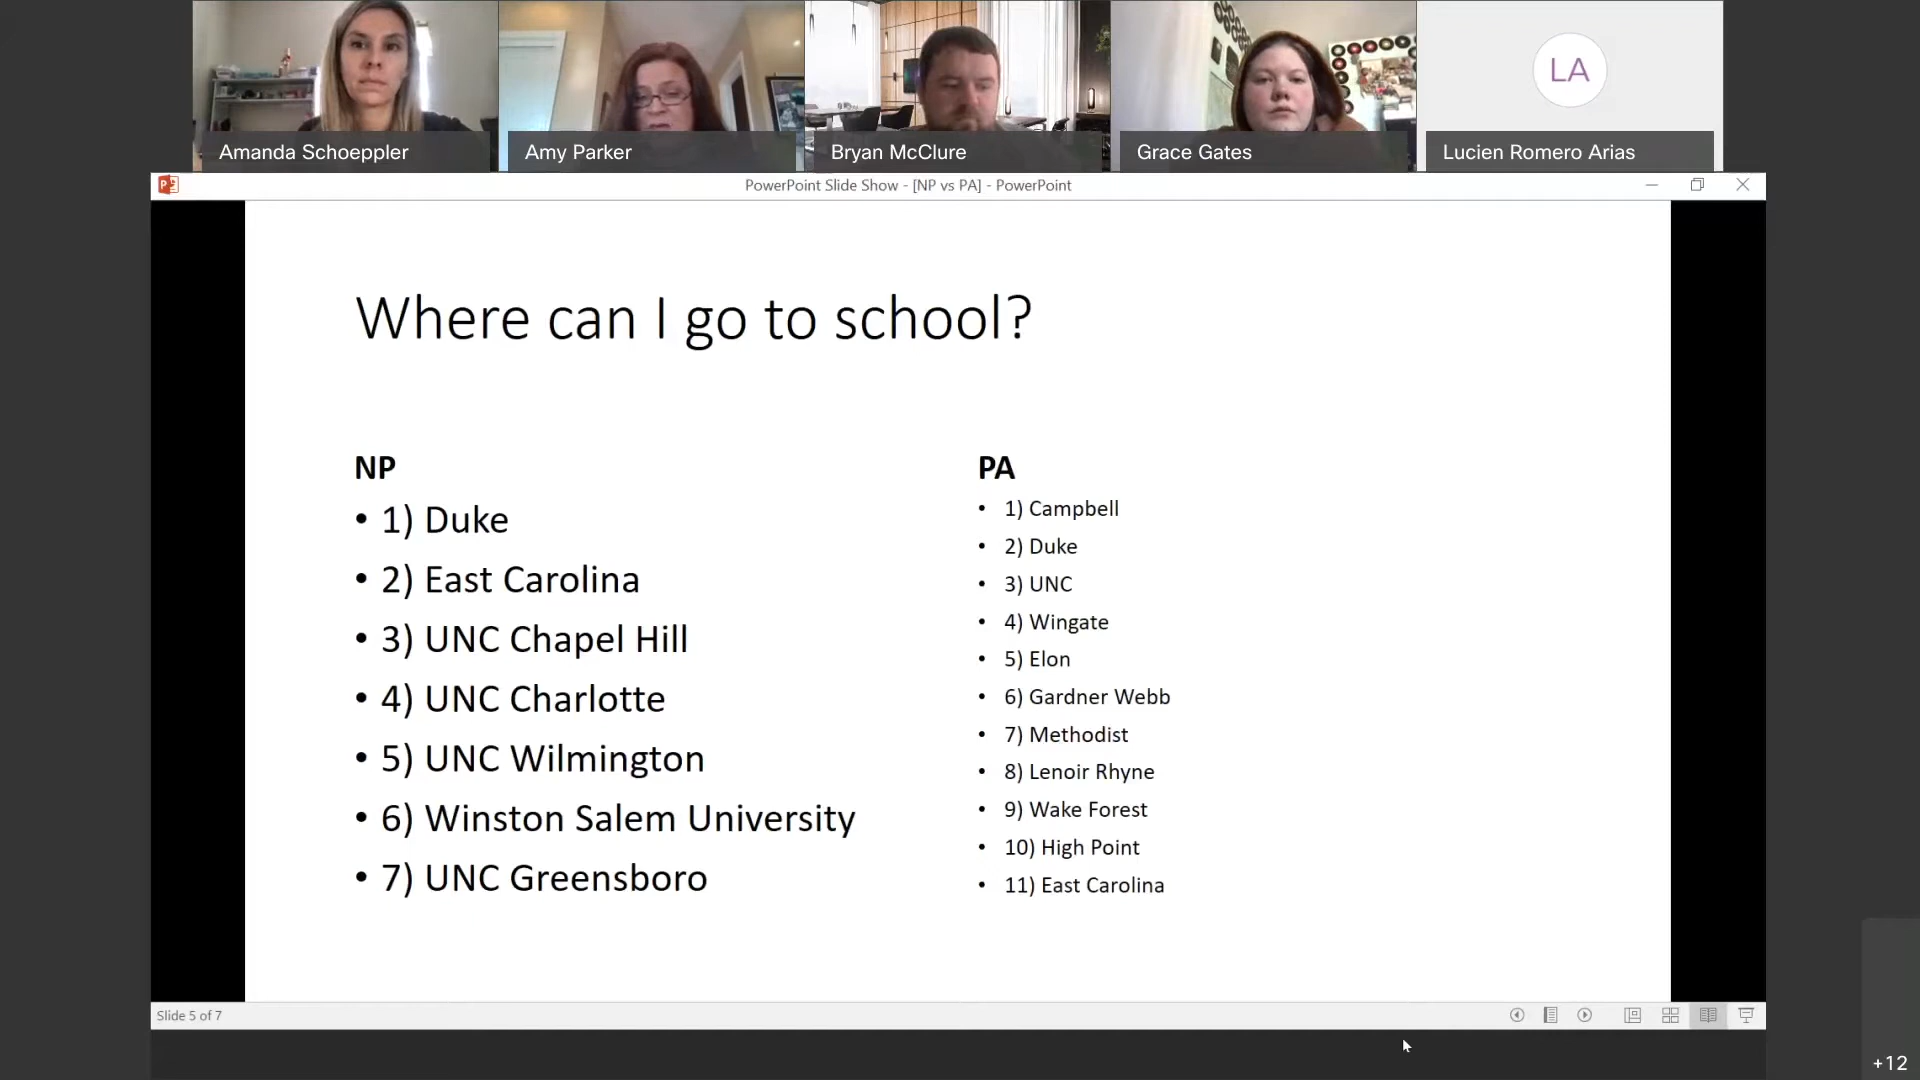 LA
Amanda Schoeppler
Amy Parker
Bryan McClure
Grace Gates
Lucien Romero Arias
PowerPoint Slide Show - [NP vs PA] - PowerPoint
Where can I go to school?
NP
• 1) Duke
• 2) East Carolina
• 3) UNC Chapel Hill
• 4) UNC Charlotte
• 5) UNC Wilmington
• 6) Winston Salem University
• 7) UNC Greensboro
PA
• 1) Campbell
• 2) Duke
• 3) UNC
• 4) Wingate
• 5) Elon
• 6) Gardner Webb
• 7) Methodist
• 8) Lenoir Rhyne
• 9) Wake Forest
• 10) High Point
• 11) East Carolina
Slide 5 of 7
+12